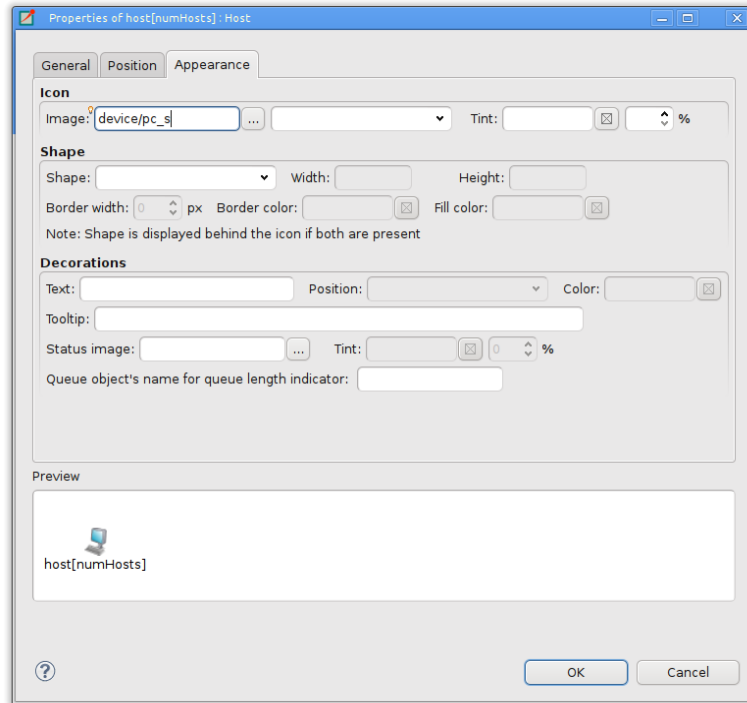 Properties of host[numHosts] : Host
General Position Appearance
Icon
Image: device/pc_s ... Tint: %
Shape
Shape: Width: Height:
Border width: 0 px Border color: Fill color:
Note: Shape is displayed behind the icon if both are present
Decorations
Text: Position: Color:
Tooltip:
Status image: ... Tint: 0 %
Queue object's name for queue length indicator:
Preview
host[numHosts]
? OK Cancel